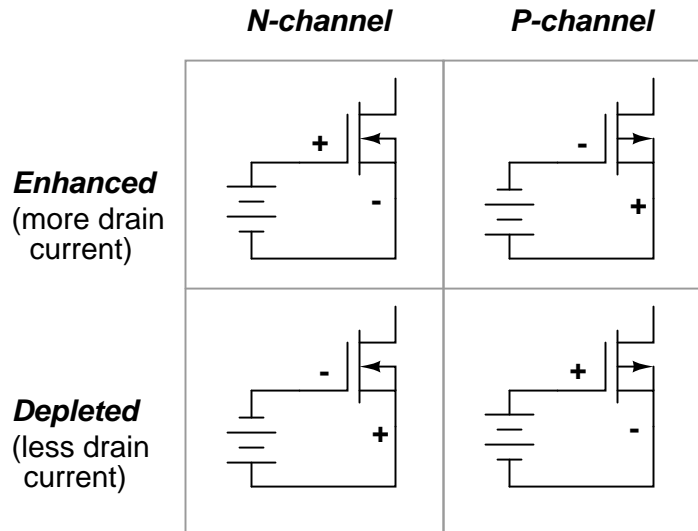 N-channel P-channel
+ -
Enhanced
(more drain
current)
- +
- +
Depleted
(less drain
current)
+ -